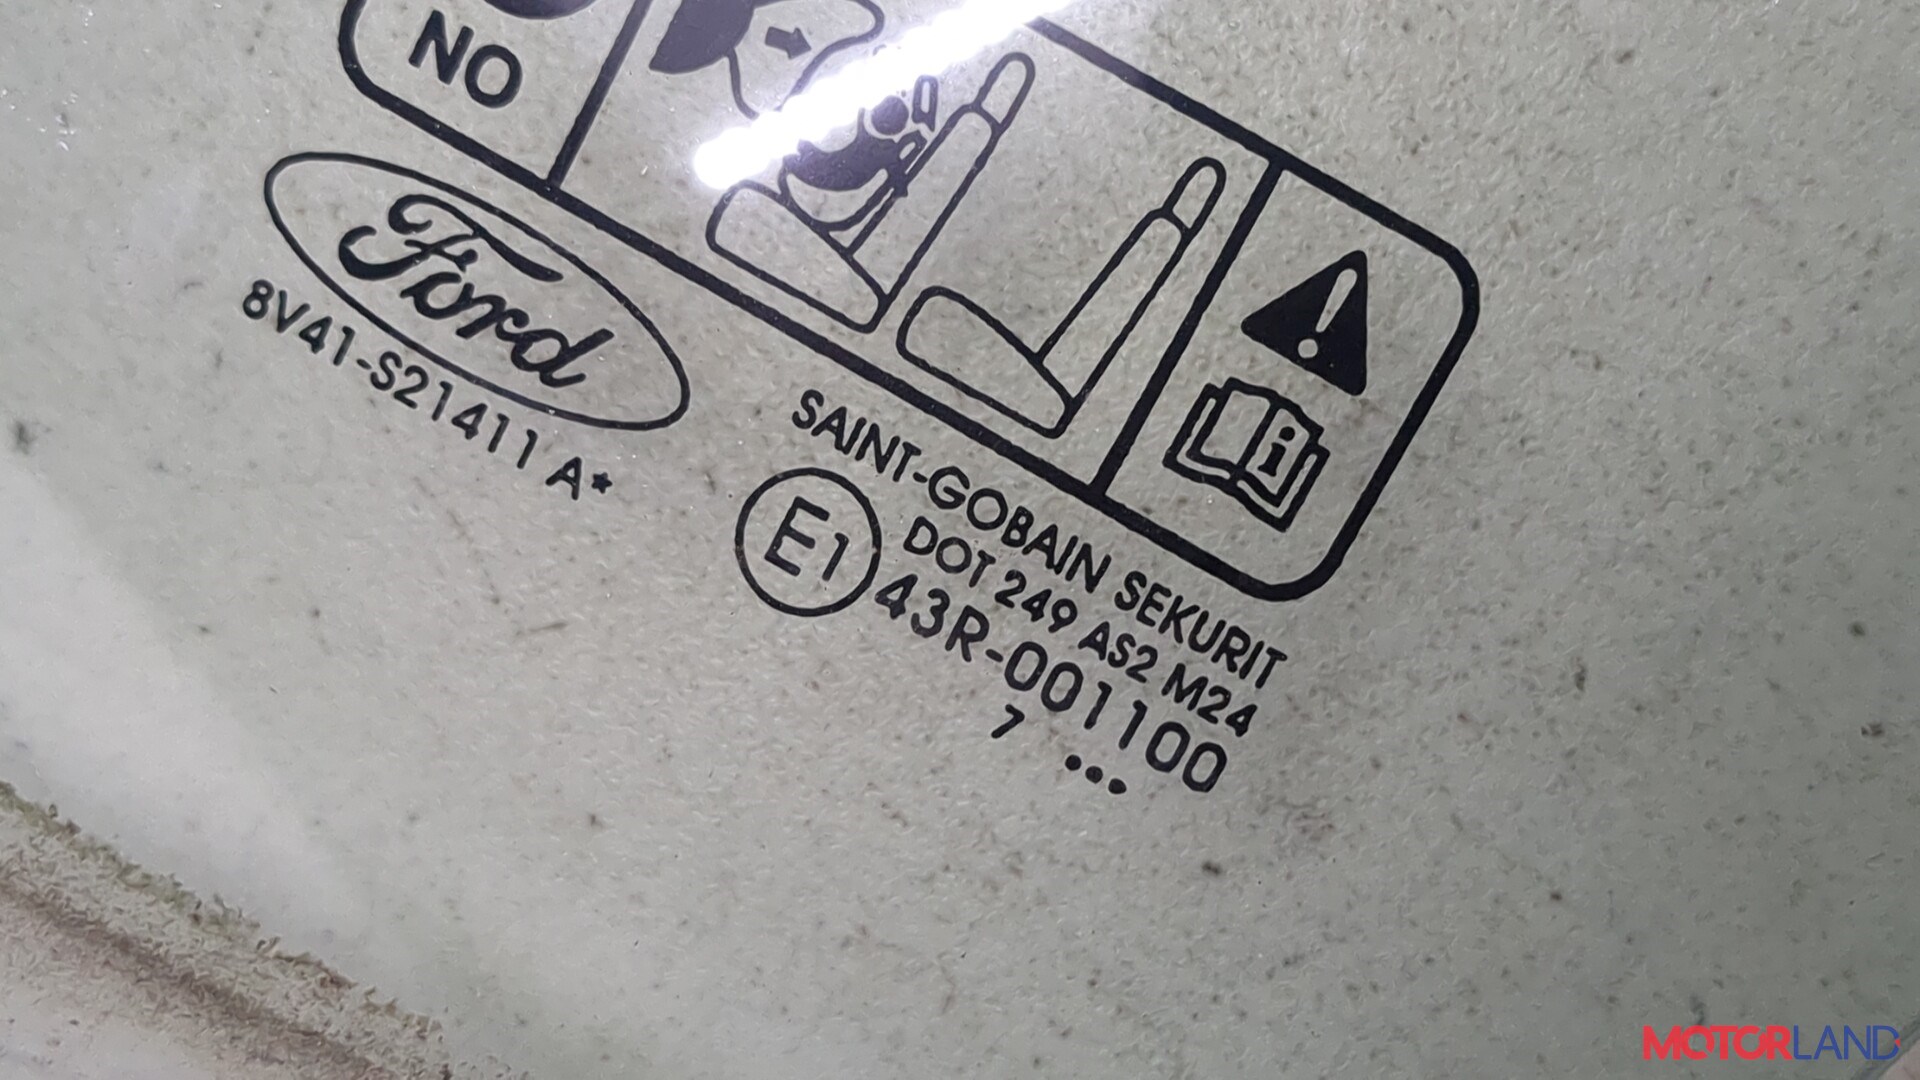 NO
Ford
8V41-S21411 A*
SAINT-GOBAIN SEKURIT
DOT 249 AS2 M24
E1
43R-001100
7 ...
MOTORLAND